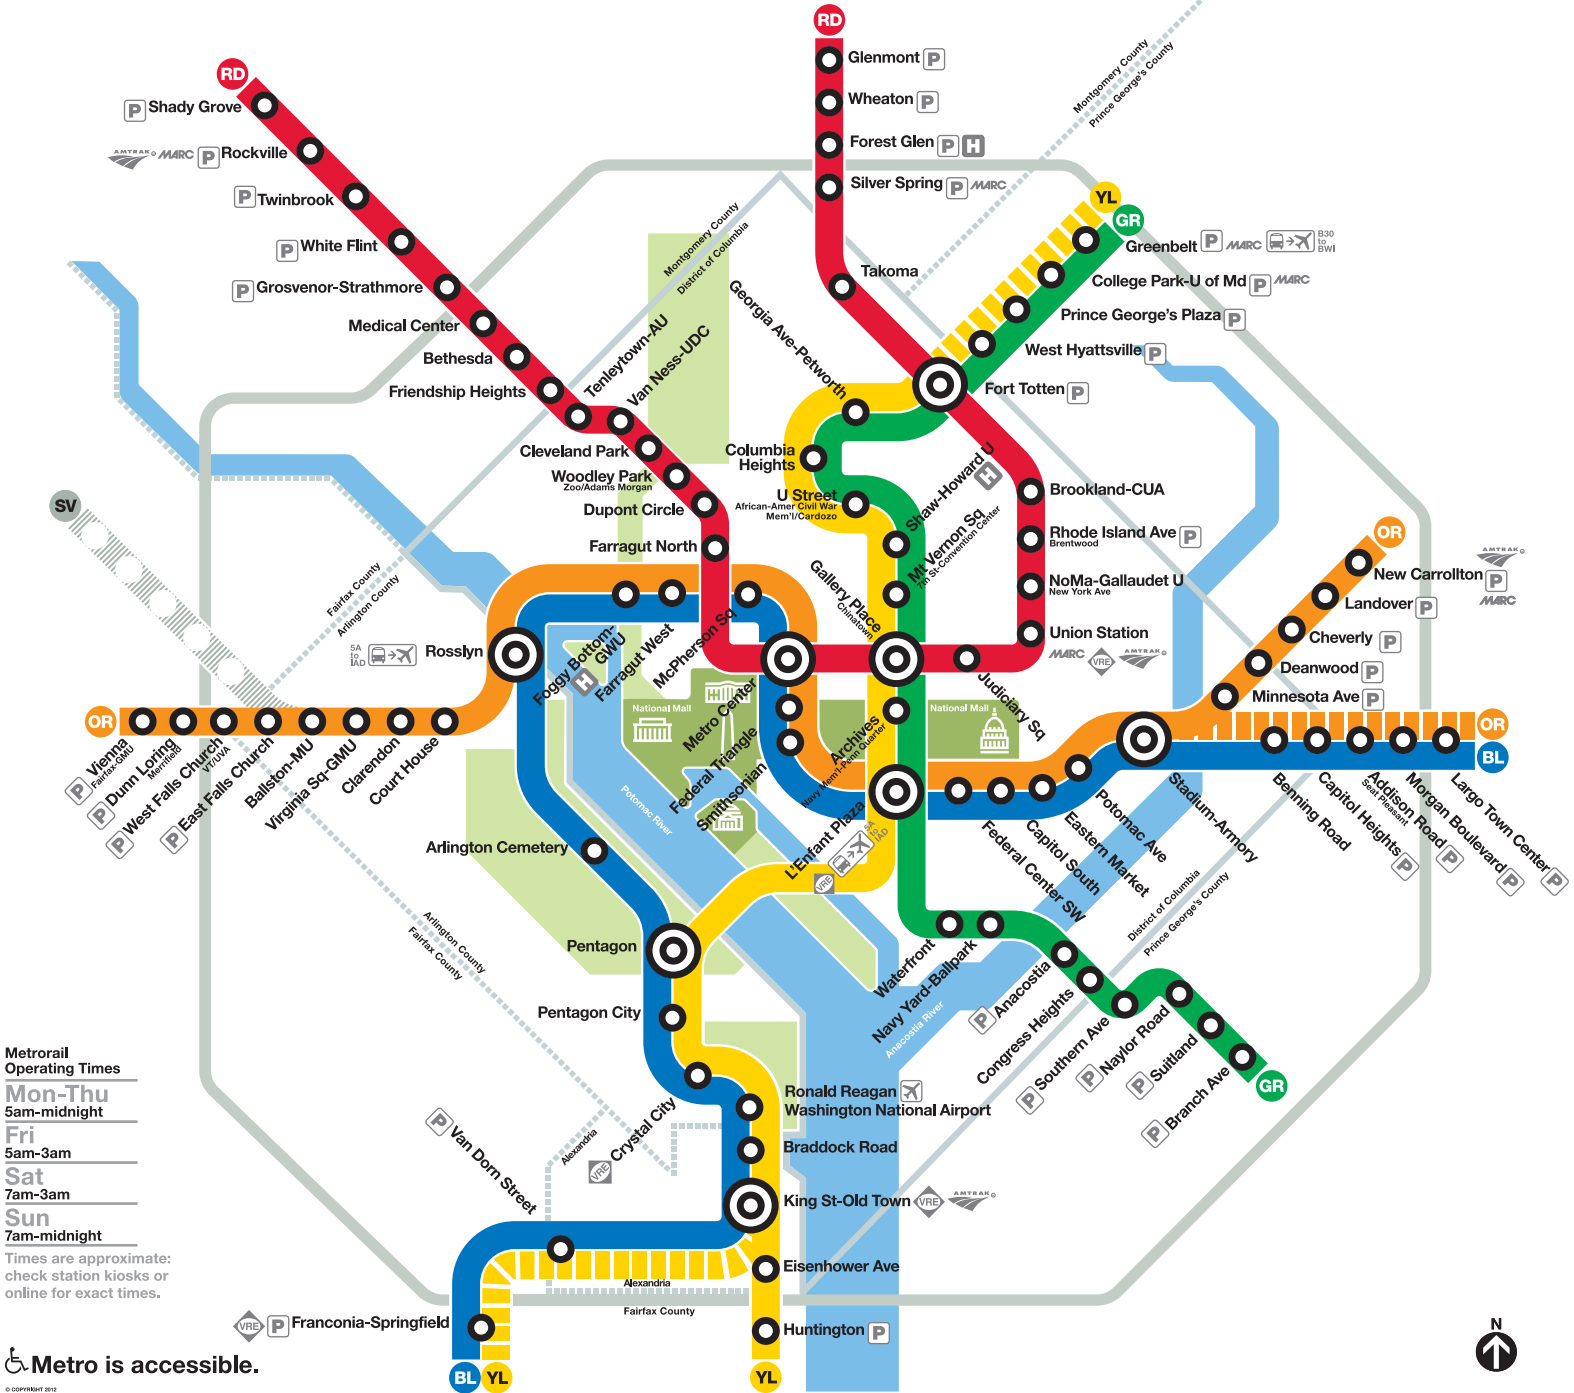 RD
Glenmont P
Wheaton P
Forest Glen P H
Silver Spring P MARC
Takoma
RD
P Shady Grove
AMTRAK MARC P Rockville
P Twinbrook
P White Flint
P Grosvenor-Strathmore
Medical Center
Bethesda
Friendship Heights
Tenleytown-AU
Van Ness-UDC
Cleveland Park
Woodley Park
Zoo/Adams Morgan
Dupont Circle
Farragut North
Montgomery County
Prince George's County
Montgomery County
District of Columbia
YL
GR
Greenbelt P MARC
B30
to
BWI
College Park-U of Md P MARC
Prince George's Plaza P
West Hyattsville P
Fort Totten P
Georgia Ave-Petworth
Columbia
Heights
U Street
African-Amer Civil War
Mem'l/Cardozo
Shaw-Howard U
H
Mt Vernon Sq
7th St-Convention Center
Gallery Place
Chinatown
Brookland-CUA
Rhode Island Ave P
Brentwood
NoMa-Gallaudet U
New York Ave
Union Station
MARC VRE AMTRAK
Judiciary Sq
SV
Fairfax County
Arlington County
5A
to
IAD
Rosslyn
Foggy Bottom-
GWU
H
Farragut West
McPherson Sq
Metro Center
Federal Triangle
Smithsonian
National Mall
National Mall
Archives
Navy Mem'l-Penn Quarter
L'Enfant Plaza
VRE
5A
to
IAD
Potomac River
OR
P Vienna
Fairfax-GMU
P Dunn Loring
Merrifield
P West Falls Church
VT/UVA
P East Falls Church
Ballston-MU
Virginia Sq-GMU
Clarendon
Court House
OR
New Carrollton
AMTRAK
P
MARC
Landover P
Cheverly P
Deanwood P
Minnesota Ave P
OR
BL
Federal Center SW
Capitol South
Eastern Market
Potomac Ave
Stadium-Armory
Benning Road
Capitol Heights P
Addison Road P
Seat Pleasant
Morgan Boulevard P
Largo Town Center P
District of Columbia
Prince George's County
Arlington Cemetery
Arlington County
Fairfax County
Pentagon
Pentagon City
P Van Dorn Street
VRE Crystal City
Alexandria
Ronald Reagan
Washington National Airport
Braddock Road
King St-Old Town VRE AMTRAK
Eisenhower Ave
Huntington P
Alexandria
Fairfax County
VRE P Franconia-Springfield
BL YL
YL
Waterfront
Navy Yard-Ballpark
Anacostia River
P Anacostia
Congress Heights
P Southern Ave
P Naylor Road
P Suitland
P Branch Ave
GR
Metrorail
Operating Times
Mon-Thu
5am-midnight
Fri
5am-3am
Sat
7am-3am
Sun
7am-midnight
Times are approximate:
check station kiosks or
online for exact times.
Metro is accessible.
© COPYRIGHT 2012
N